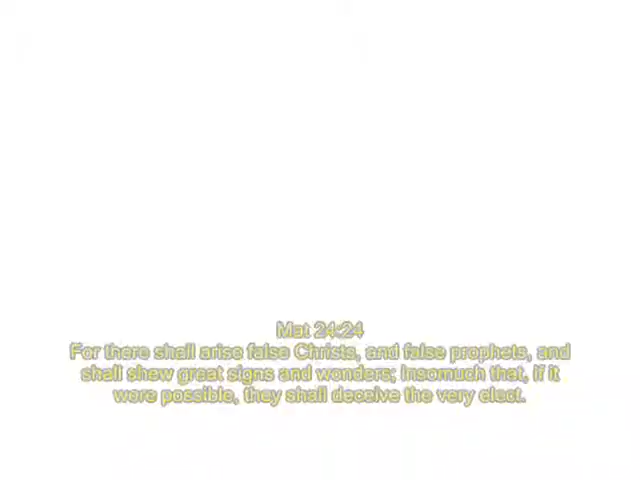 Mat 24:24
For there shall arise false Christs, and false prophets, and
shall shew great signs and wonders; insomuch that, if it
were possible, they shall deceive the very elect.